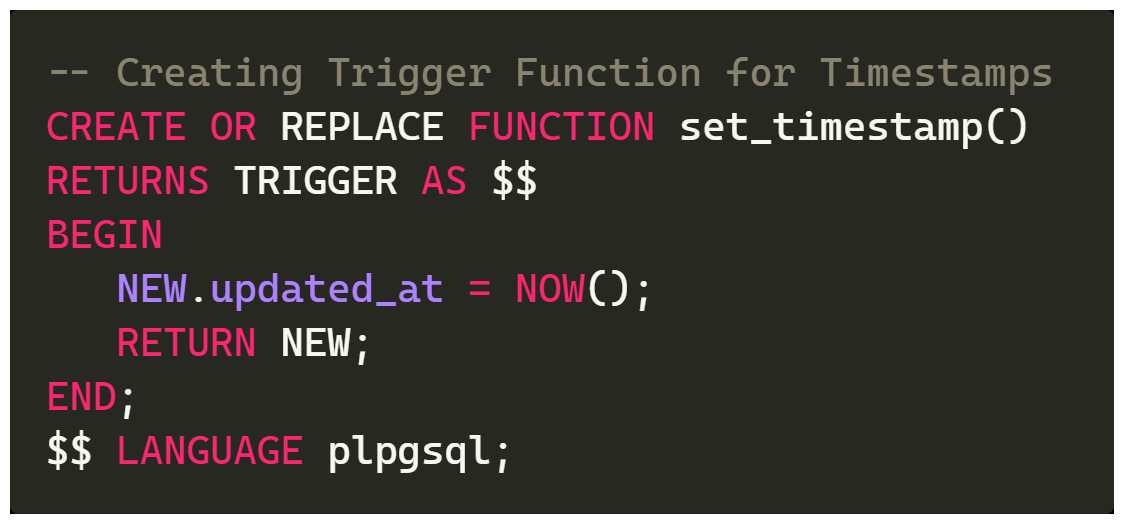 -- Creating Trigger Function for Timestamps
CREATE OR REPLACE FUNCTION set_timestamp()
RETURNS TRIGGER AS $$
BEGIN
   NEW.updated_at = NOW();
   RETURN NEW;
END;
$$ LANGUAGE plpgsql;